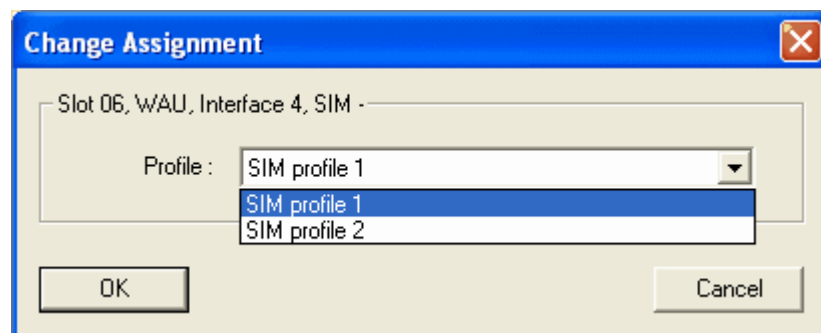 Change Assignment
Slot 06, WAU, Interface 4, SIM -
Profile : SIM profile 1
SIM profile 1
SIM profile 2
OK Cancel